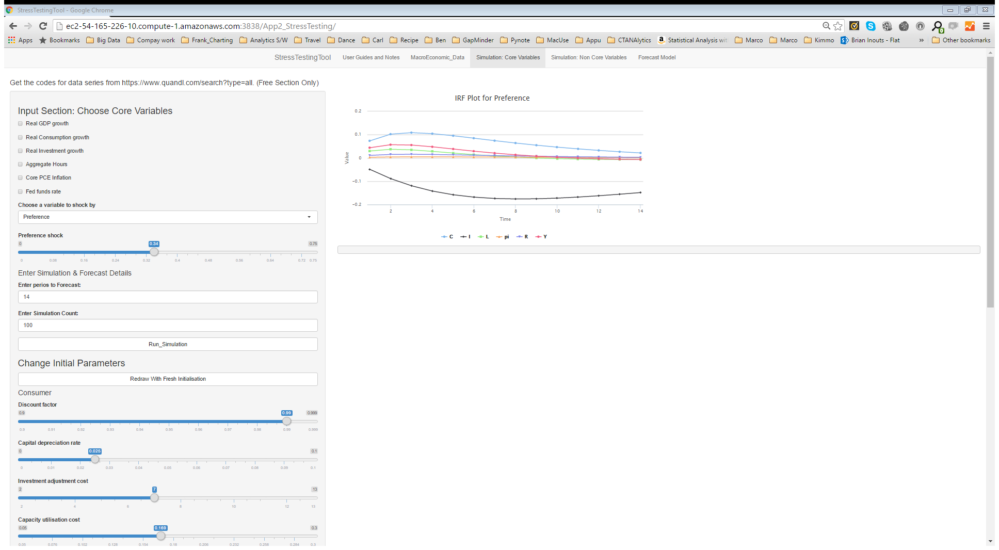 StressTestingTool - Google Chrome
ec2-54-165-226-10.compute-1.amazonaws.com:3838/App2_StressTesting/
Apps Bookmarks Big Data Compay work Frank_Charting Analytics S/W Travel Dance Carl Recipe Ben GapMinder Pynote MacUse Appu CTANAlytics Statistical Analysis wit Marco Marco Kimmo Brian Inouts - Flat » Other bookmarks
StressTestingTool User Guides and Notes MacroEconomic_Data Simulation: Core Variables Simulation: Non Core Variables Forecast Model
Get the codes for data series from https://www.quandl.com/search?type=all. (Free Section Only)
Input Section: Choose Core Variables
Real GDP growth
Real Consumption growth
Real Investment growth
Aggregate Hours
Core PCE Inflation
Fed funds rate
Choose a variable to shock by
Preference
Preference shock
0 0.34 0.75
0 0.08 0.16 0.24 0.32 0.4 0.48 0.56 0.64 0.72 0.75
Enter Simulation & Forecast Details
Enter perios to Forecast:
14
Enter Simulation Count:
100
Run_Simulation
Change Initial Parameters
Redraw With Fresh Initialisation
Consumer
Discount factor
0.9 0.99 0.999
0.9 0.91 0.92 0.93 0.94 0.95 0.96 0.97 0.98 0.99 0.999
Capital depreciation rate
0 0.025 0.1
0 0.01 0.02 0.03 0.04 0.05 0.06 0.07 0.08 0.09 0.1
Investment adjustment cost
2 7 13
2 4 6 8 10 12 13
Capacity utilisation cost
0.05 0.169 0.3
0.05 0.076 0.102 0.128 0.154 0.18 0.206 0.232 0.258 0.284 0.3
IRF Plot for Preference
0.2
0.1
0
-0.1
-0.2
Value
2 4 6 8 10 12 14
Time
C I L pi R Y